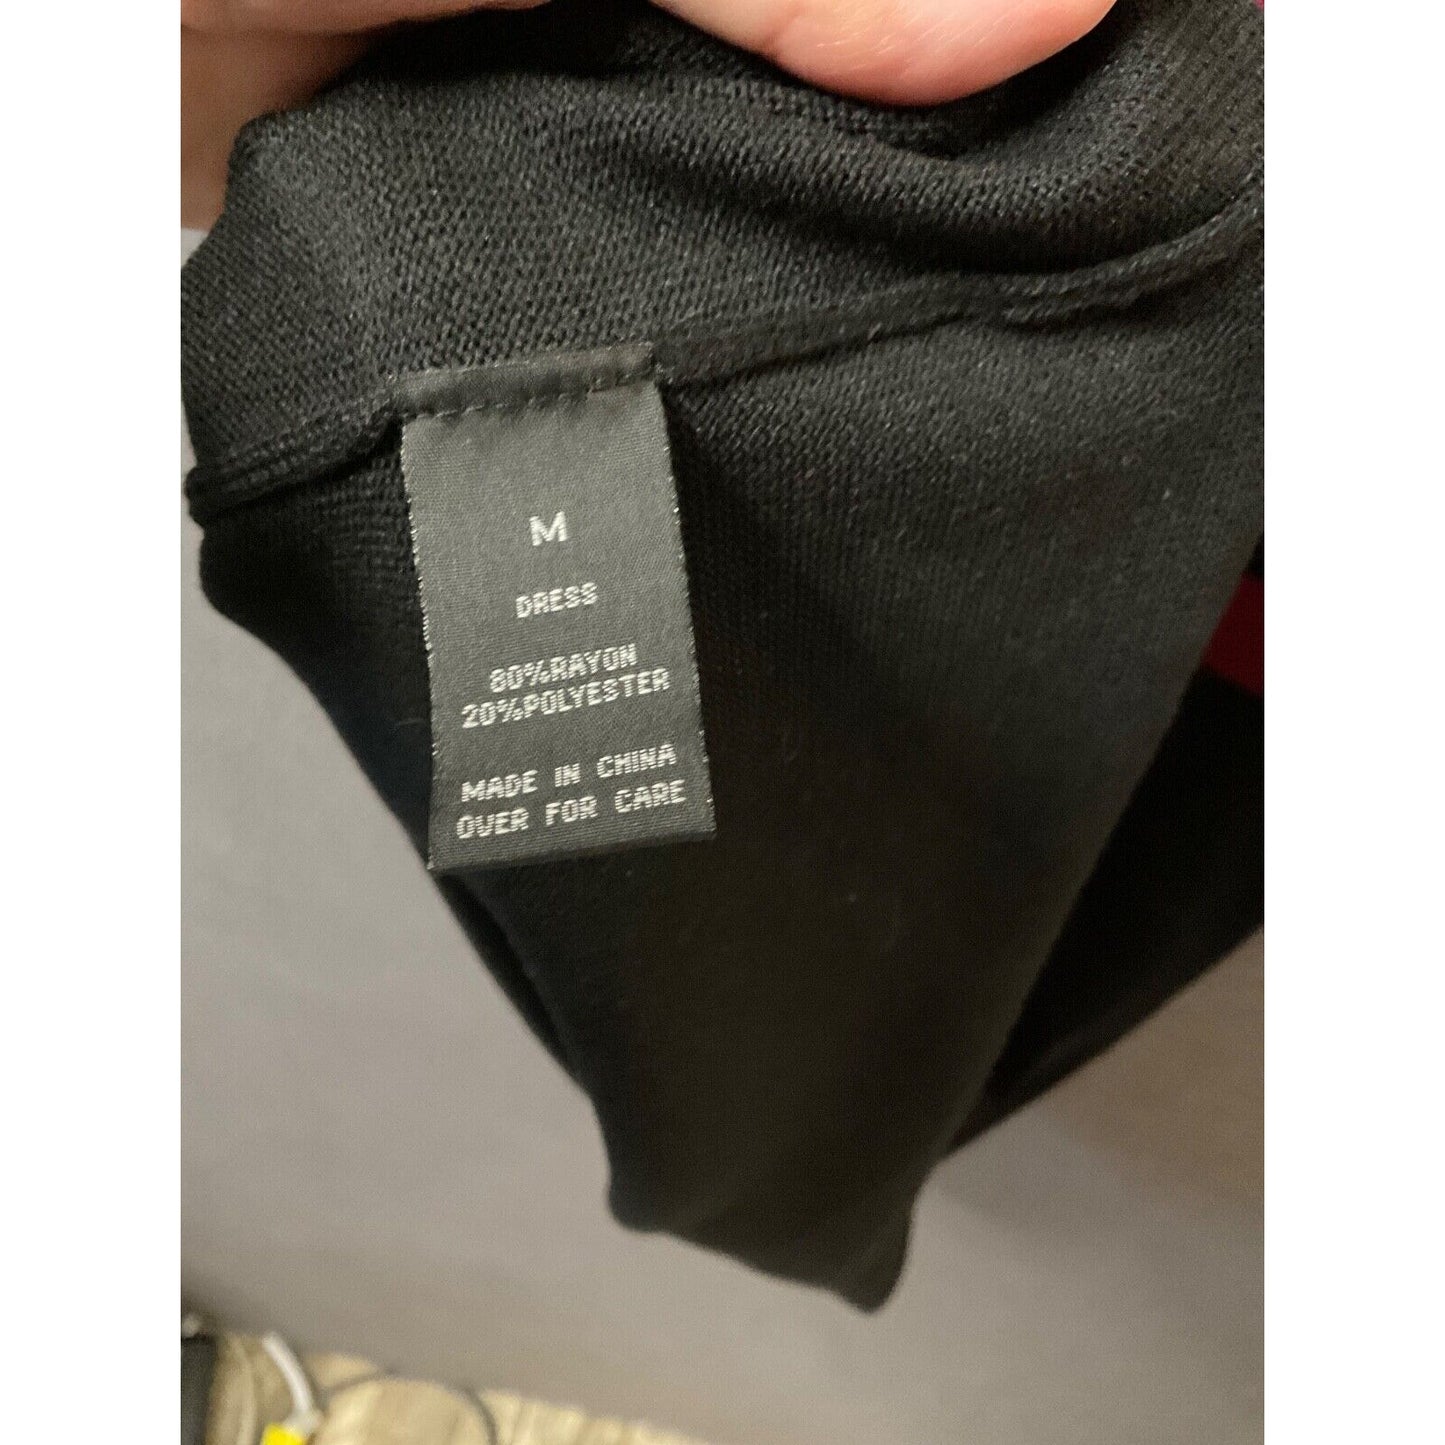 M
DRESS
80%RAYON
20%POLYESTER
MADE IN CHINA
OVER FOR CARE